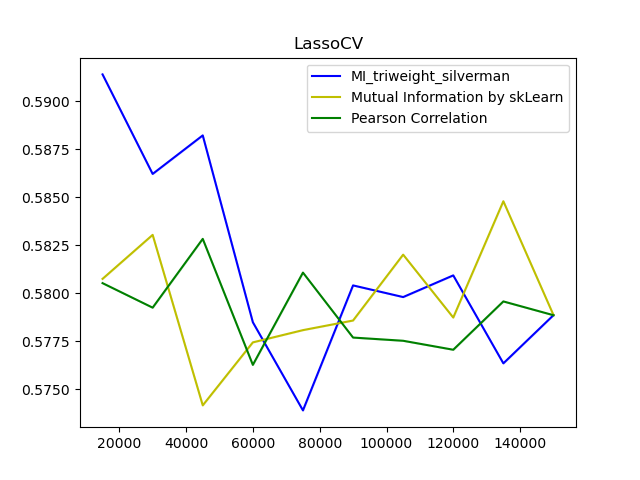 LassoCV
MI_triweight_silverman
Mutual Information by skLearn
Pearson Correlation
0.5900
0.5875
0.5850
0.5825
0.5800
0.5775
0.5750
20000 40000 60000 80000 100000 120000 140000